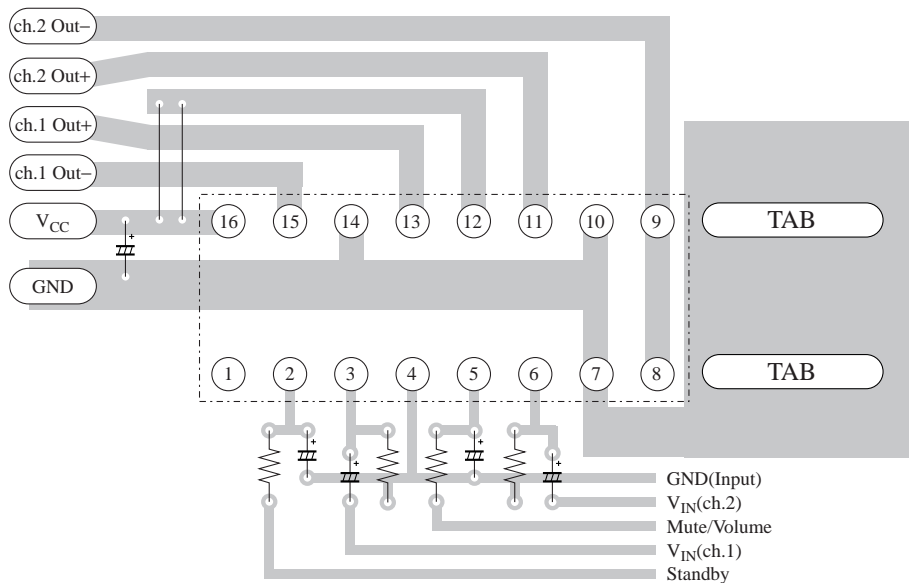 ch.2 Out−
ch.2 Out+
ch.1 Out+
ch.1 Out−
VCC
GND
16 15 14 13 12 11 10 9
TAB
1 2 3 4 5 6 7 8
TAB
+ + + + +
GND(Input)
VIN(ch.2)
Mute/Volume
VIN(ch.1)
Standby